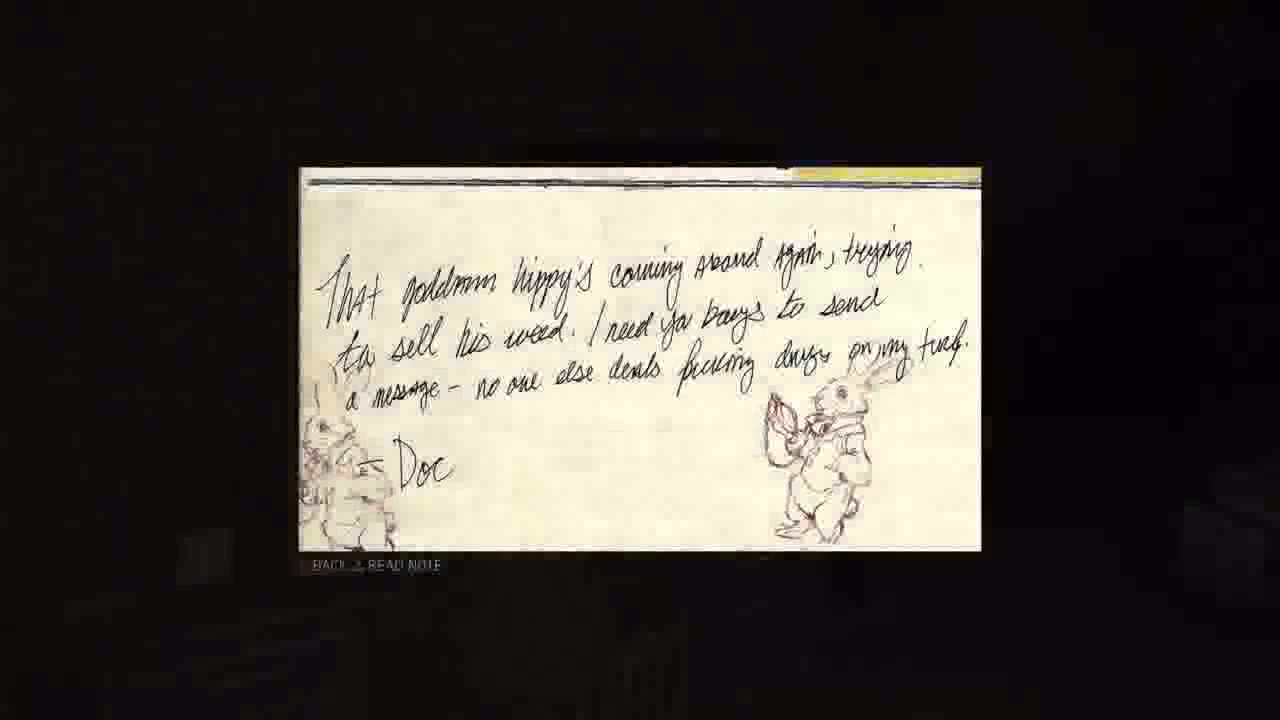 That goddamn hippy's coming around again, trying
to sell his weed. I need ya boys to send
a message - no one else deals fucking drugs on my turf.
- Doc
BACK READ NOTE